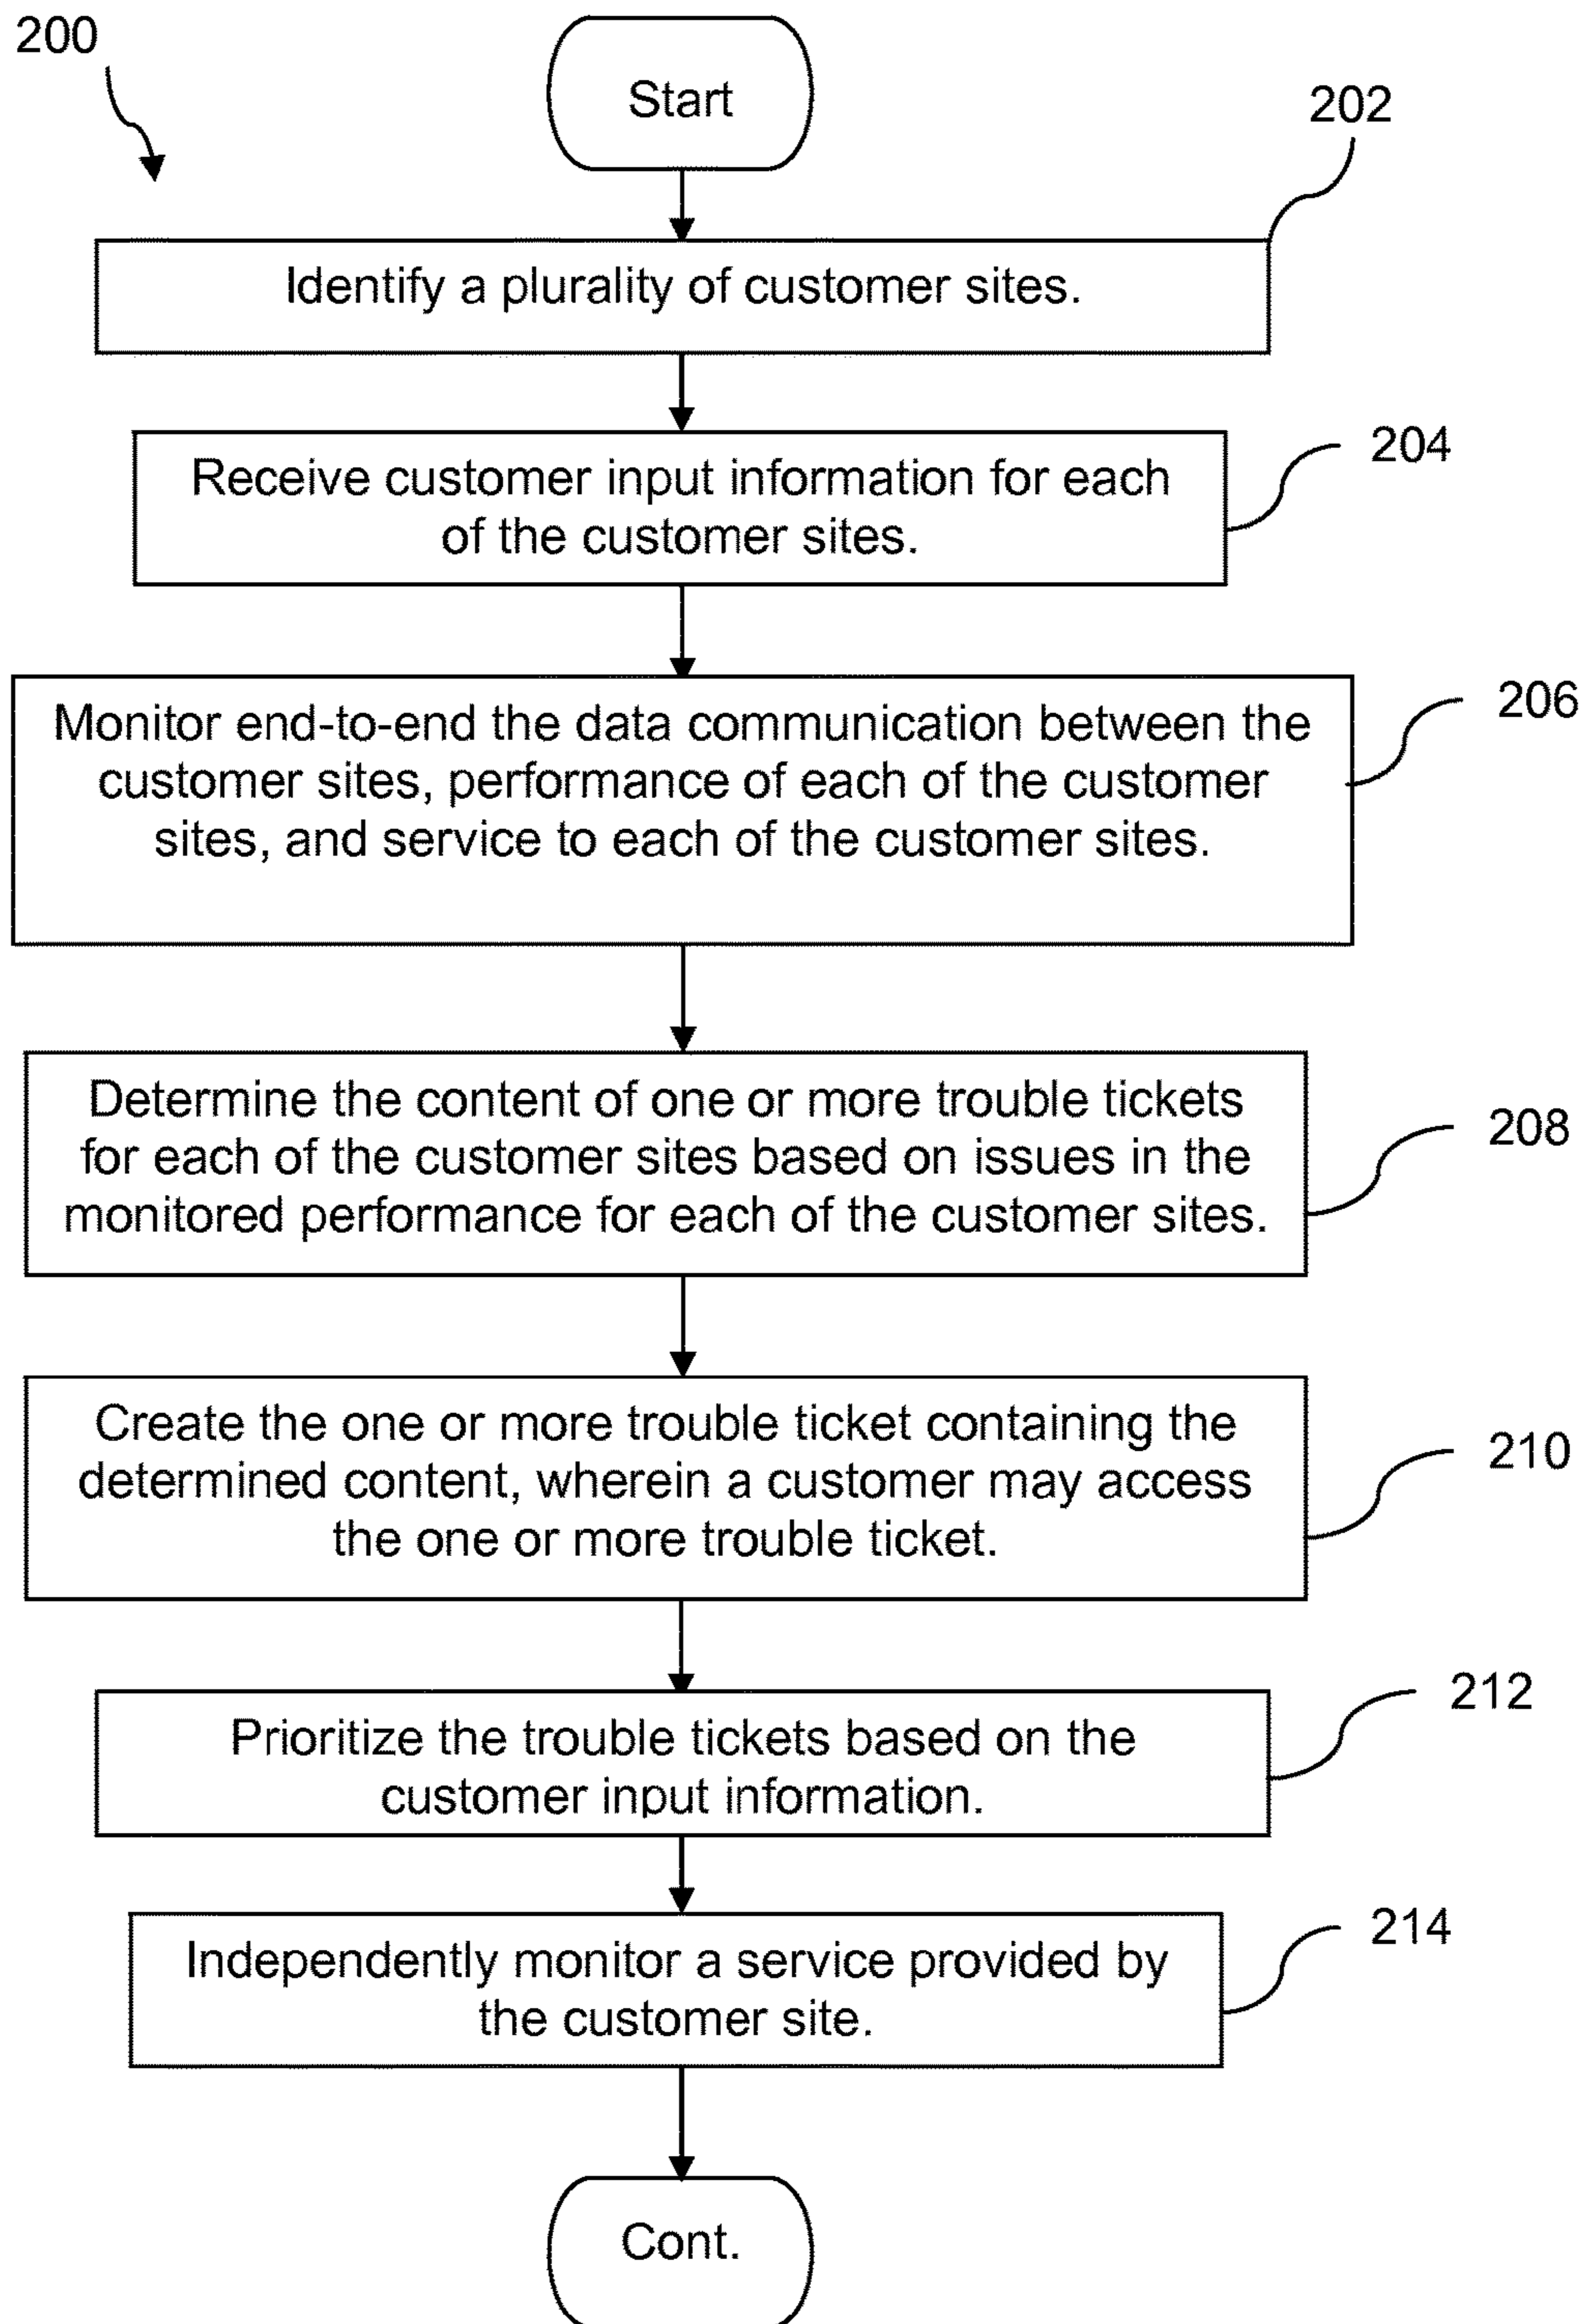 200
Start
202
Identify a plurality of customer sites.
204
Receive customer input information for each
of the customer sites.
206
Monitor end-to-end the data communication between the
customer sites, performance of each of the customer
sites, and service to each of the customer sites.
Determine the content of one or more trouble tickets
for each of the customer sites based on issues in the
monitored performance for each of the customer sites.
208
Create the one or more trouble ticket containing the
determined content, wherein a customer may access
the one or more trouble ticket.
210
212
Prioritize the trouble tickets based on the
customer input information.
214
Independently monitor a service provided by
the customer site.
Cont.